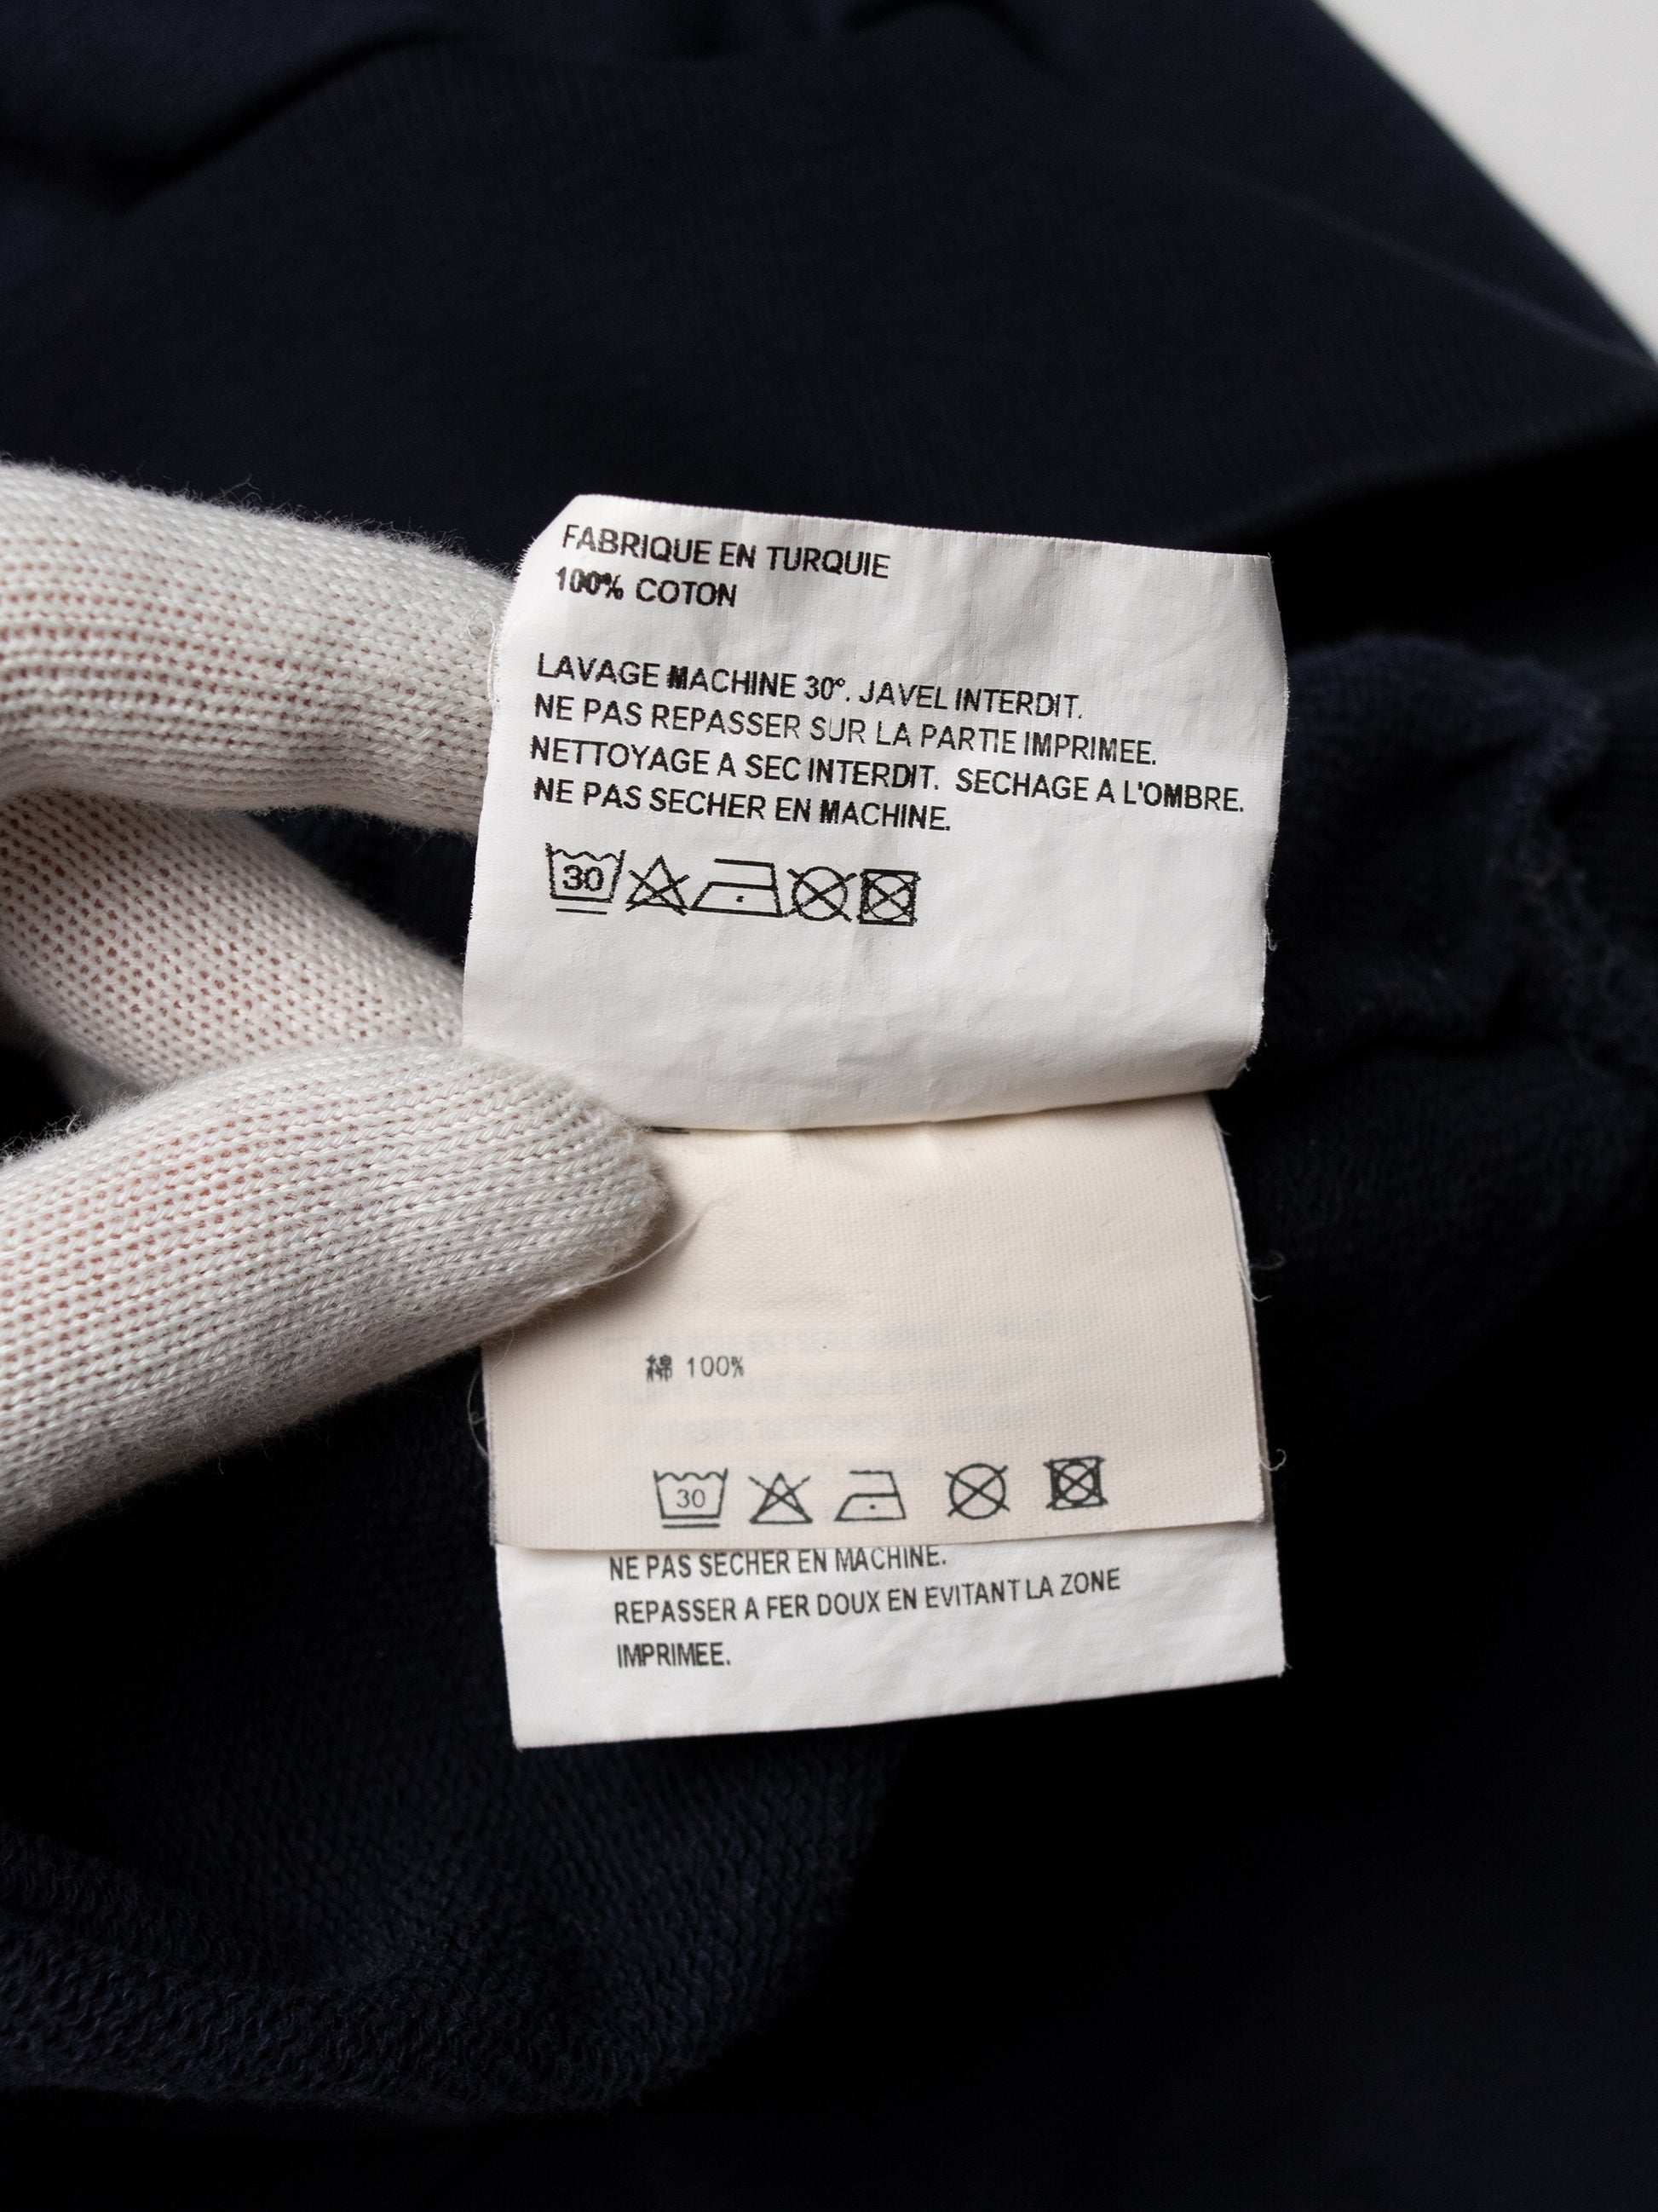 FABRIQUE EN TURQUIE
100% COTON
LAVAGE MACHINE 30°. JAVEL INTERDIT.
NE PAS REPASSER SUR LA PARTIE IMPRIMEE.
NETTOYAGE A SEC INTERDIT. SECHAGE A L'OMBRE.
NE PAS SECHER EN MACHINE.
30
綿 100%
30
NE PAS SECHER EN MACHINE.
REPASSER A FER DOUX EN EVITANT LA ZONE
IMPRIMEE.